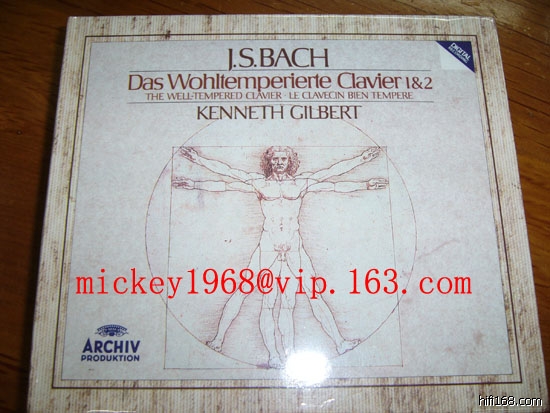 J.S.BACH
DIGITAL
RECORDING
Das Wohltemperierte Clavier 1&2
THE WELL-TEMPERED CLAVIER · LE CLAVECIN BIEN TEMPERE
KENNETH GILBERT
mickey1968@vip.163.com
ARCHIV
PRODUKTION
hifi168.com